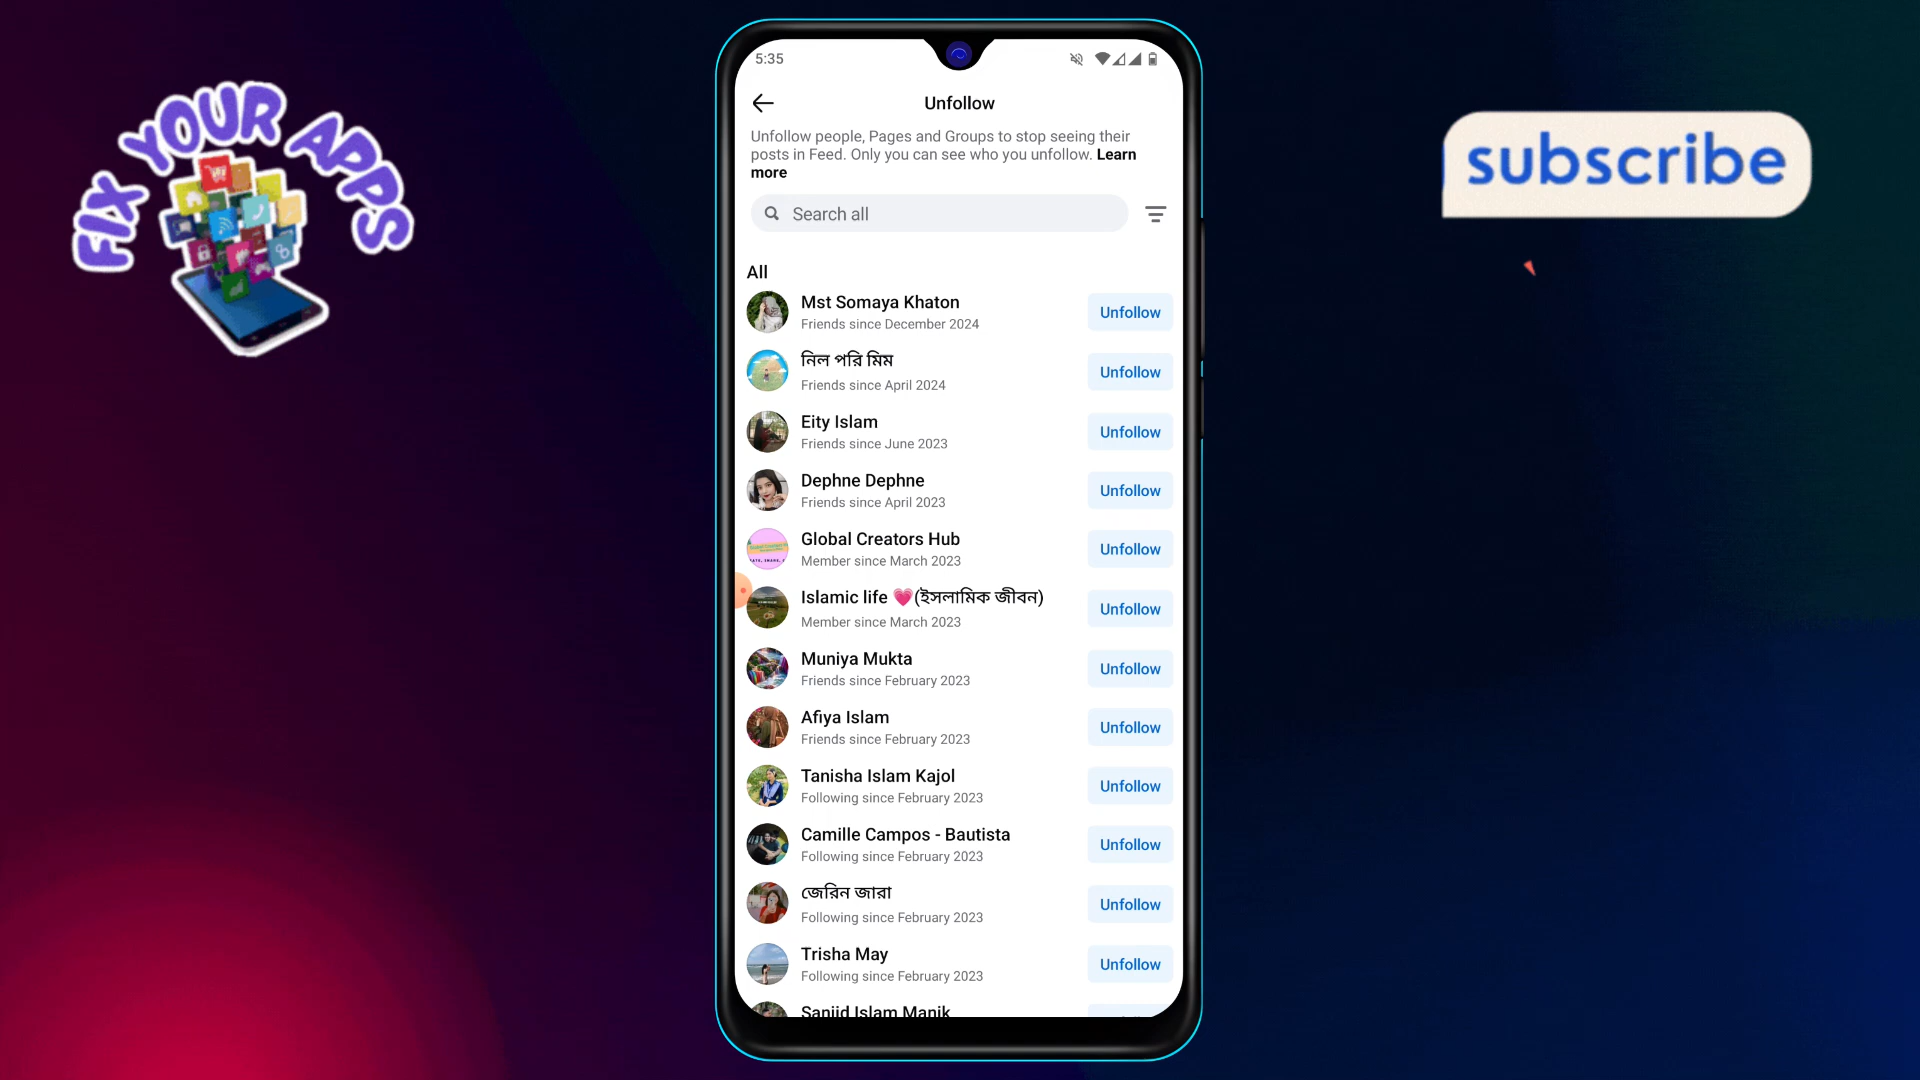 FIX YOUR APPS
subscribe
5:35
Unfollow
Unfollow people, Pages and Groups to stop seeing their
posts in Feed. Only you can see who you unfollow. Learn
more
Search all
All
Mst Somaya Khaton
Friends since December 2024
Unfollow
নিল পরি মিম
Friends since April 2024
Unfollow
Eity Islam
Friends since June 2023
Unfollow
Dephne Dephne
Friends since April 2023
Unfollow
Global Creators Hub
Member since March 2023
Unfollow
Islamic life 💗(ইসলামিক জীবন)
Member since March 2023
Unfollow
Muniya Mukta
Friends since February 2023
Unfollow
Afiya Islam
Friends since February 2023
Unfollow
Tanisha Islam Kajol
Following since February 2023
Unfollow
Camille Campos - Bautista
Following since February 2023
Unfollow
জেরিন জারা
Following since February 2023
Unfollow
Trisha May
Following since February 2023
Unfollow
Sanjid Islam Manik